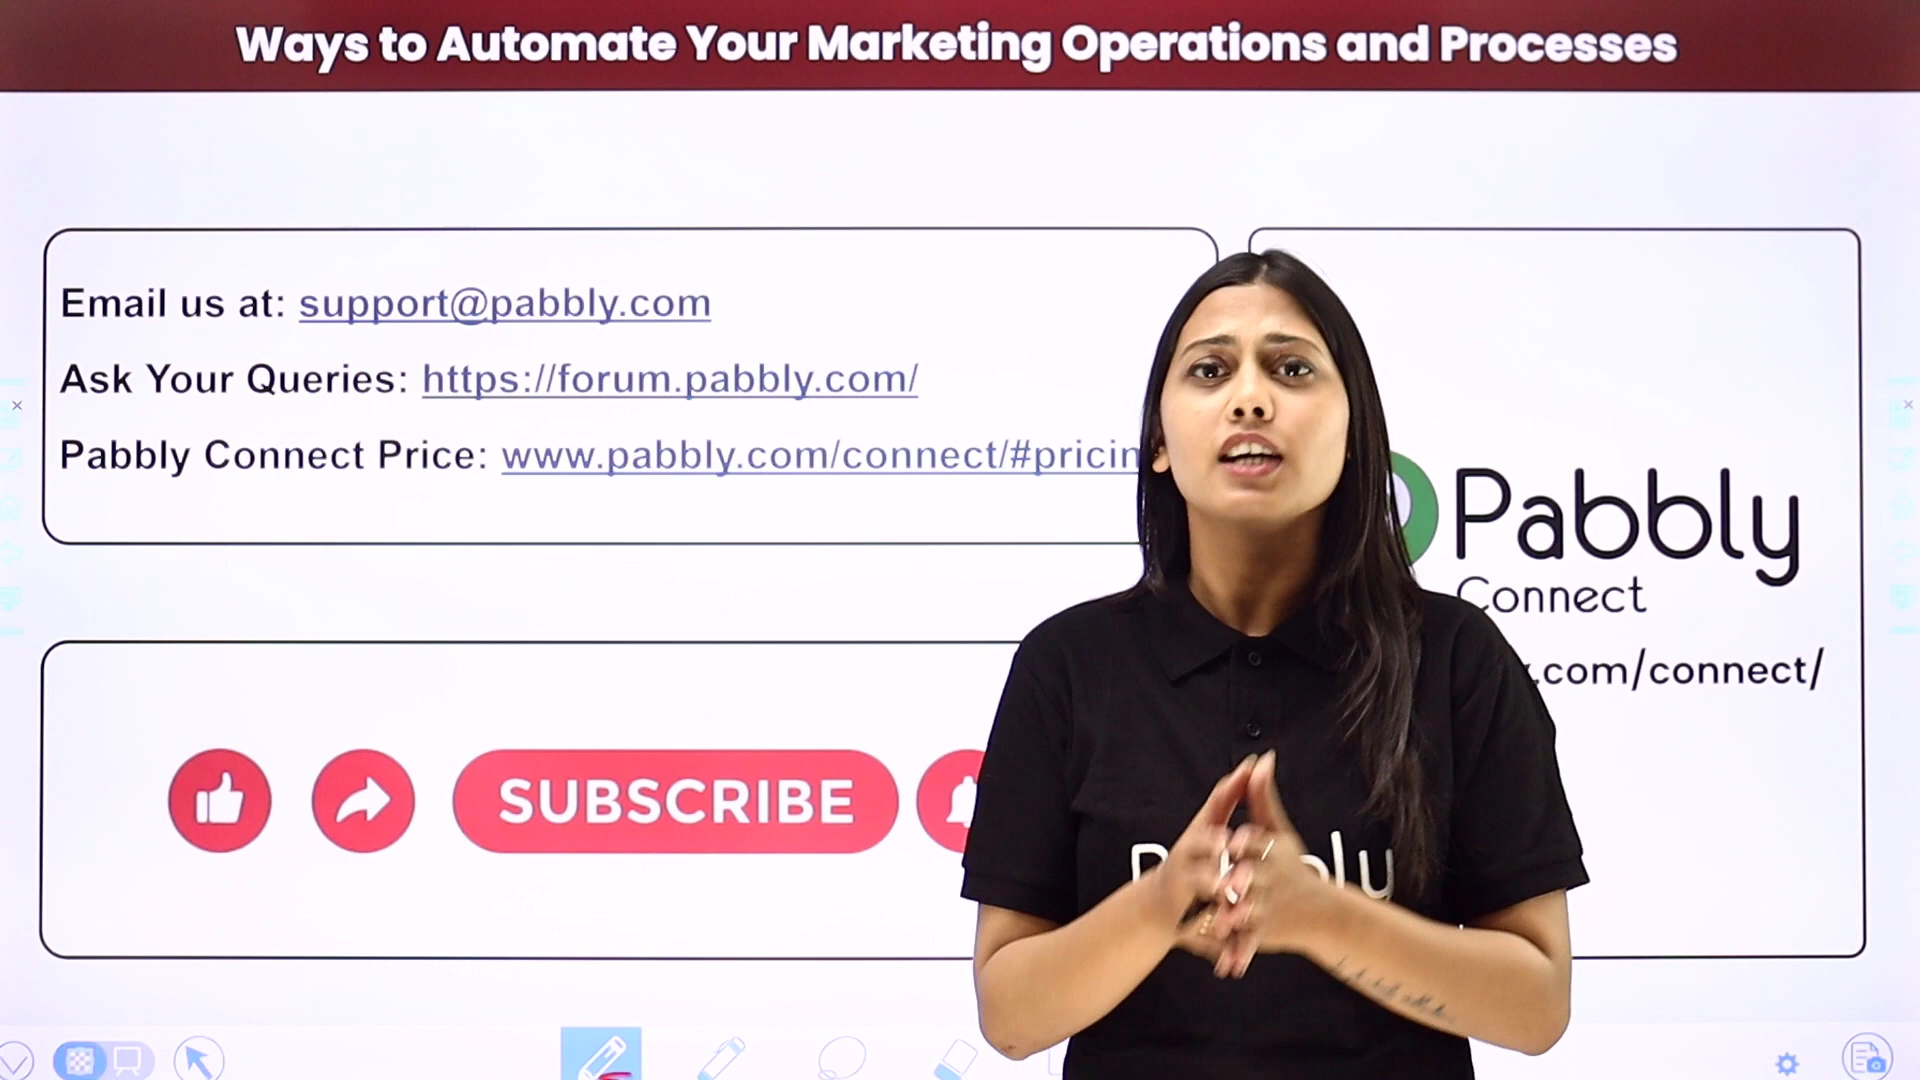 Ways to Automate Your Marketing Operations and Processes
Email us at: support@pabbly.com
Ask Your Queries: https://forum.pabbly.com/
Pabbly Connect Price: www.pabbly.com/connect/#pricin
Pabbly
Connect
.com/connect/
SUBSCRIBE